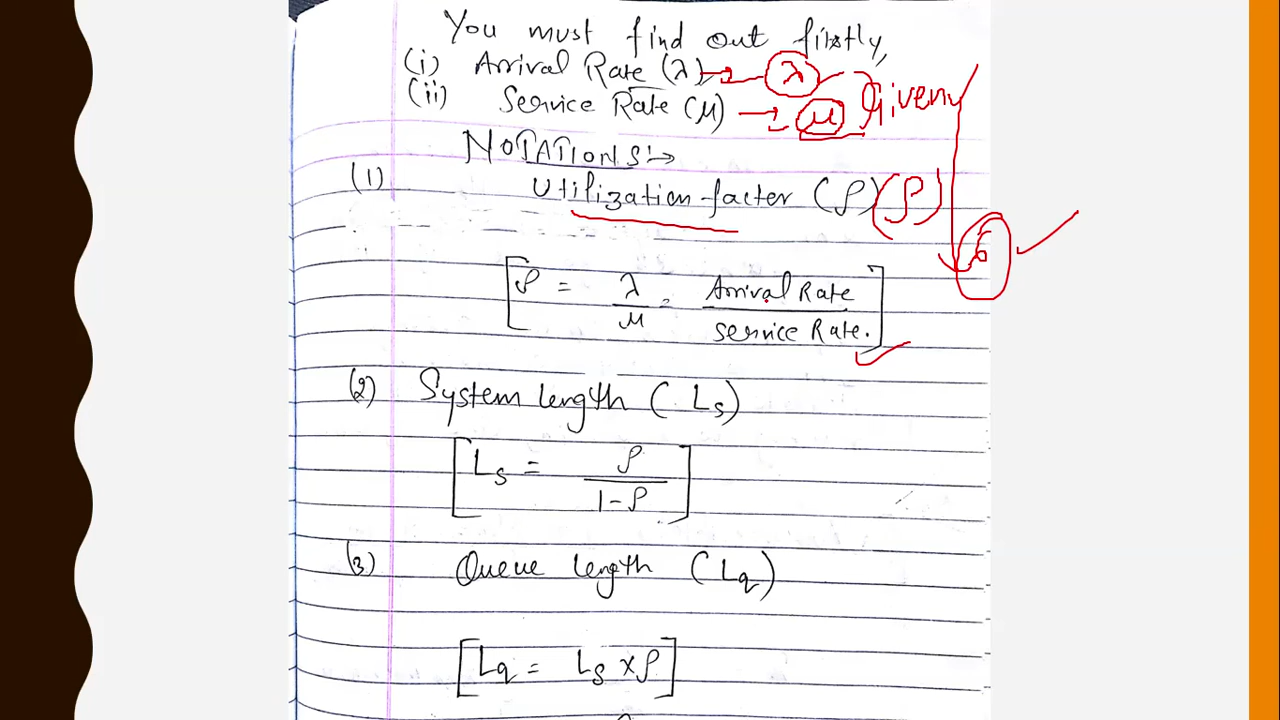 You must find out firstly,
(i) Arrival Rate (λ) → λ
(ii) Service Rate (μ) → μ Given
NOTATIONS:→
(1) Utilization factor (ρ) (ρ)
6
[ρ = λ/μ = Arrival Rate/service Rate.]
(2) System length (Ls)
[Ls = ρ/1-ρ]
(3) Queue length (Lq)
[Lq = Ls x ρ]